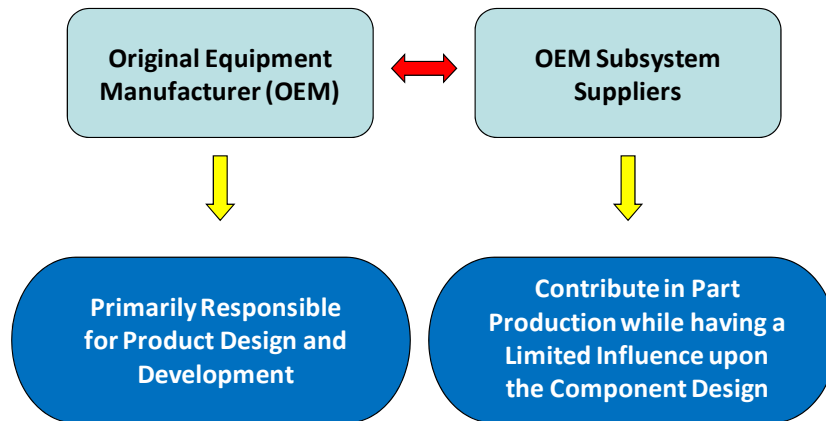 Original Equipment
Manufacturer (OEM)
OEM Subsystem
Suppliers
Primarily Responsible
for Product Design and
Development
Contribute in Part
Production while having a
Limited Influence upon
the Component Design